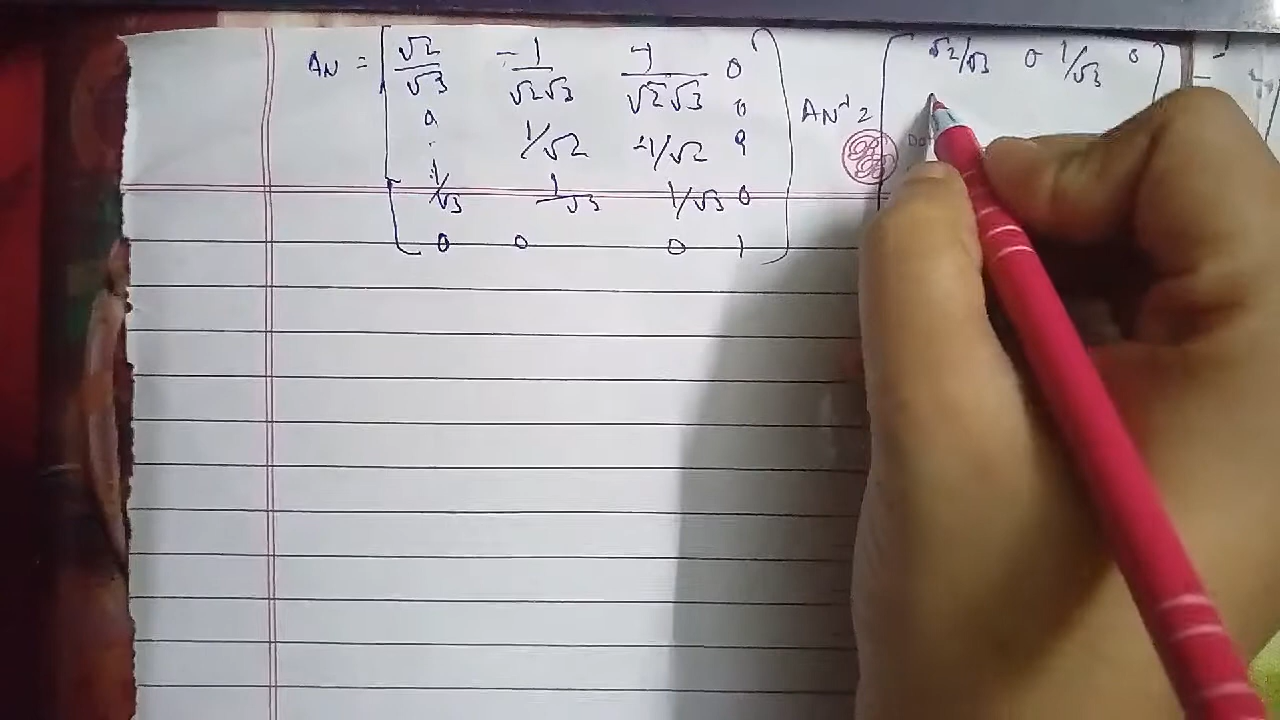 AN = [ √2/√3 -1/√2√3 -1/√2√3 0
0 1/√2 -1/√2 0
1/√3 1/√3 1/√3 0
0 0 0 1 ]
AN⁻¹ = [ √2/√3 0 1/√3 0